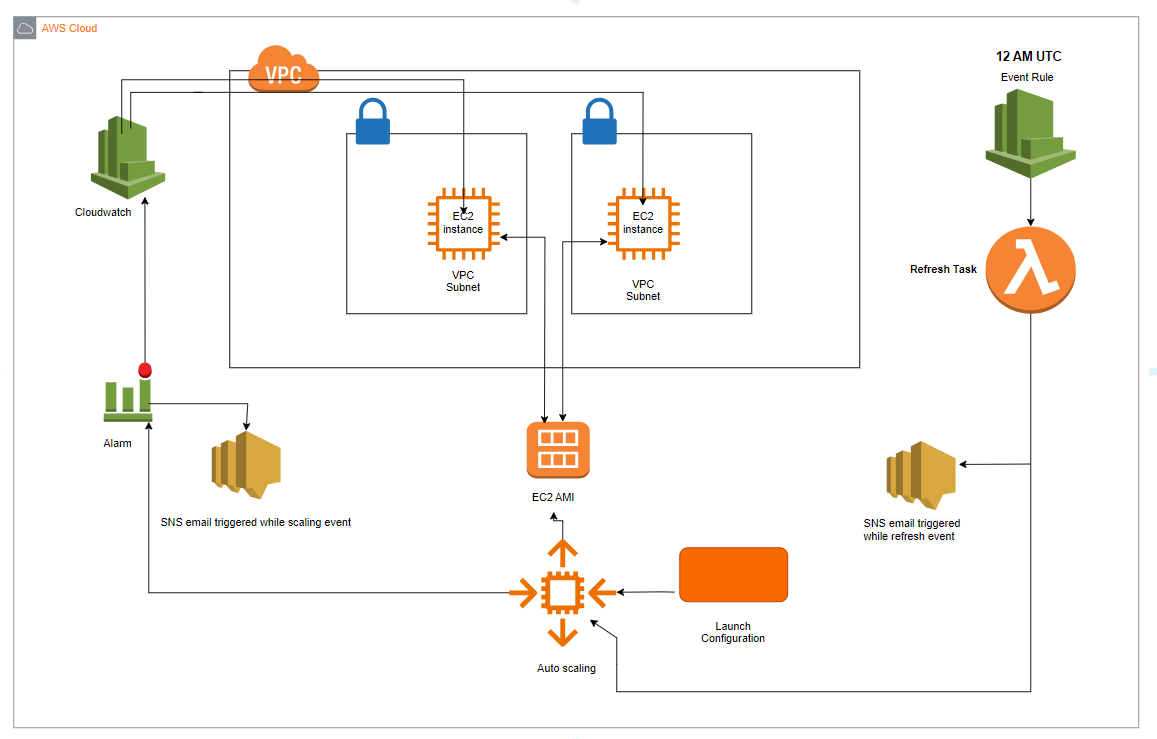 AWS Cloud
12 AM UTC
Event Rule
VPC
EC2
instance
EC2
instance
Cloudwatch
VPC
Subnet
VPC
Subnet
Refresh Task
Alarm
EC2 AMI
SNS email triggered while scaling event
SNS email triggered
while refresh event
Launch
Configuration
Auto scaling